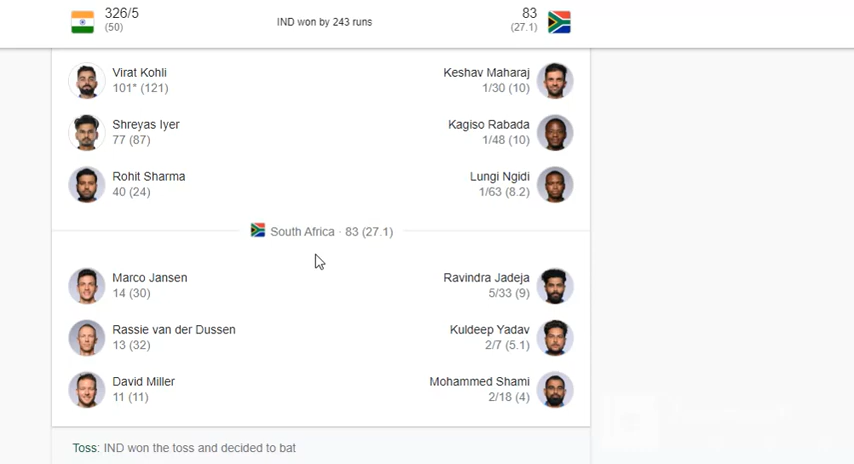 326/5
(50)
IND won by 243 runs
83
(27.1)
Virat Kohli
101* (121)
Keshav Maharaj
1/30 (10)
Shreyas Iyer
77 (87)
Kagiso Rabada
1/48 (10)
Rohit Sharma
40 (24)
Lungi Ngidi
1/63 (8.2)
South Africa · 83 (27.1)
Marco Jansen
14 (30)
Ravindra Jadeja
5/33 (9)
Rassie van der Dussen
13 (32)
Kuldeep Yadav
2/7 (5.1)
David Miller
11 (11)
Mohammed Shami
2/18 (4)
Toss: IND won the toss and decided to bat